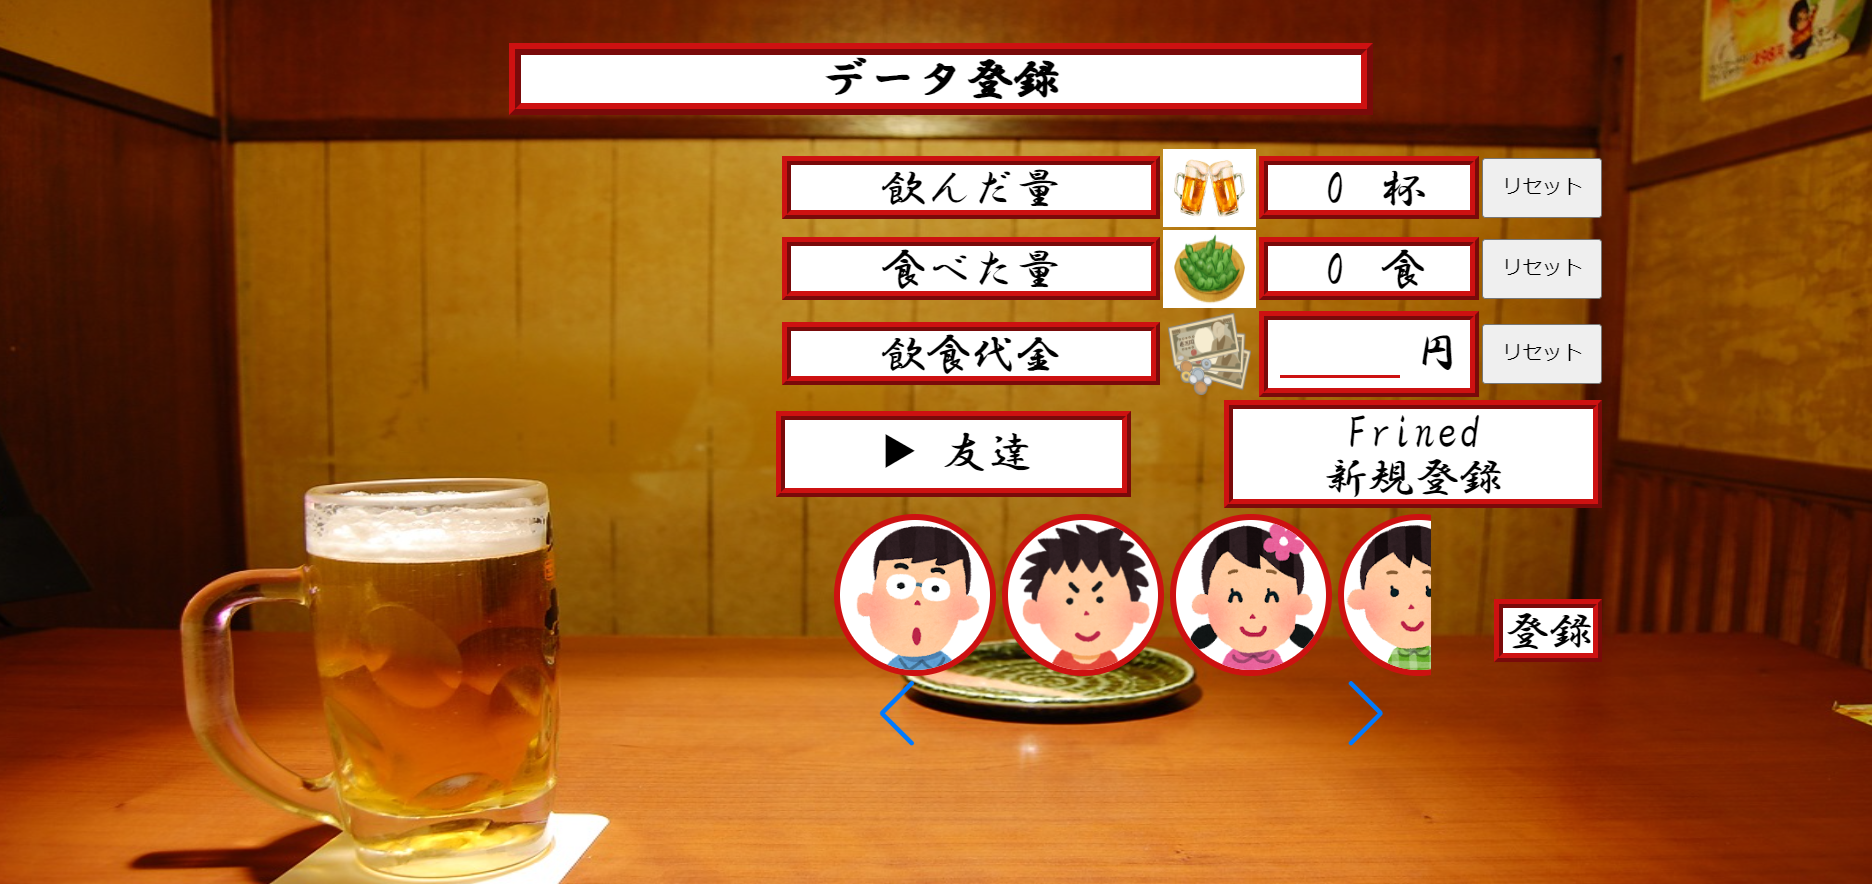 データ登録
飲んだ量
0 杯
リセット
食べた量
0 食
リセット
飲食代金
円
リセット
▶ 友達
Frined
新規登録
登録